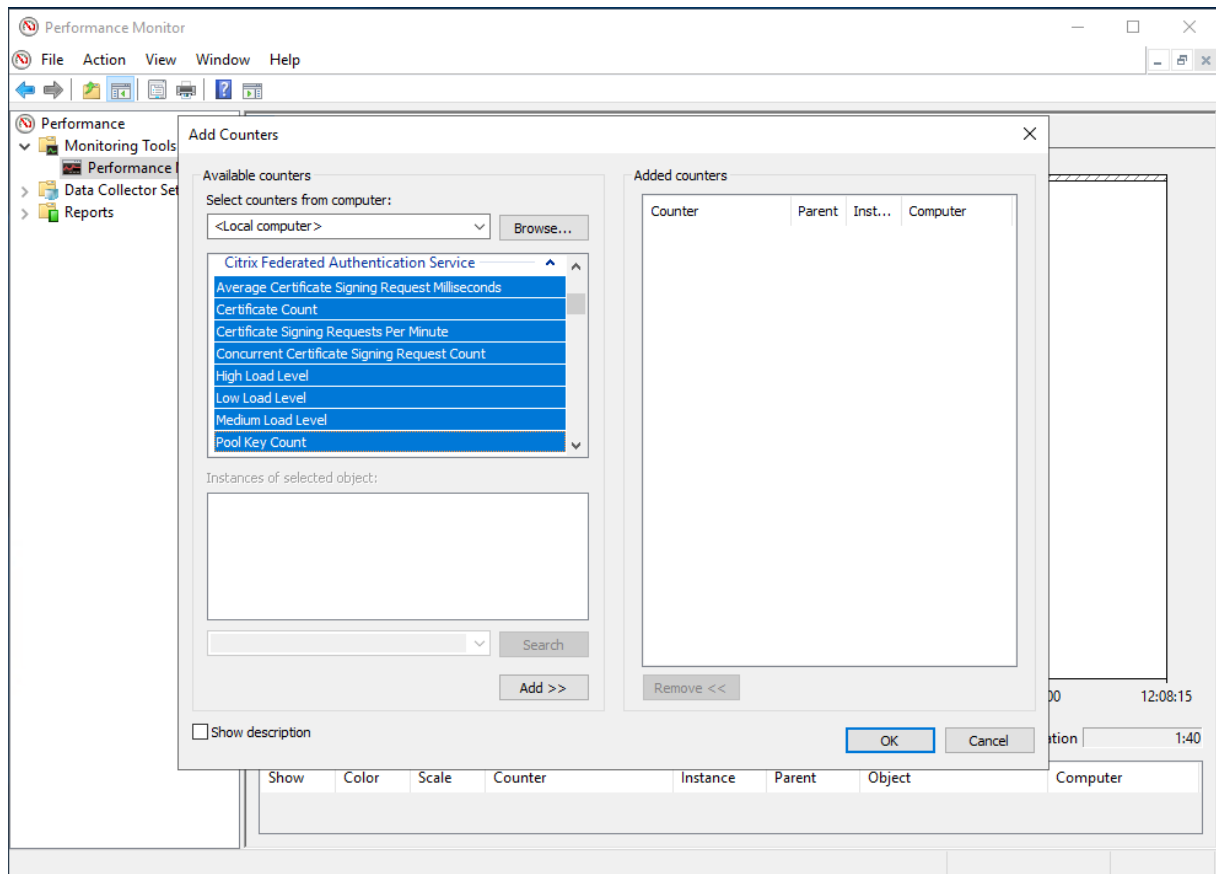 Performance Monitor
File Action View Window Help
Performance
Monitoring Tools
Performance
Data Collector Set
Reports
Add Counters
Available counters
Select counters from computer:
<Local computer>
Browse...
Citrix Federated Authentication Service
Average Certificate Signing Request Milliseconds
Certificate Count
Certificate Signing Requests Per Minute
Concurrent Certificate Signing Request Count
High Load Level
Low Load Level
Medium Load Level
Pool Key Count
Instances of selected object:
Search
Add >>
Show description
Added counters
Counter Parent Inst... Computer
Remove <<
OK Cancel
12:08:15
1:40
Show Color Scale Counter Instance Parent Object Computer